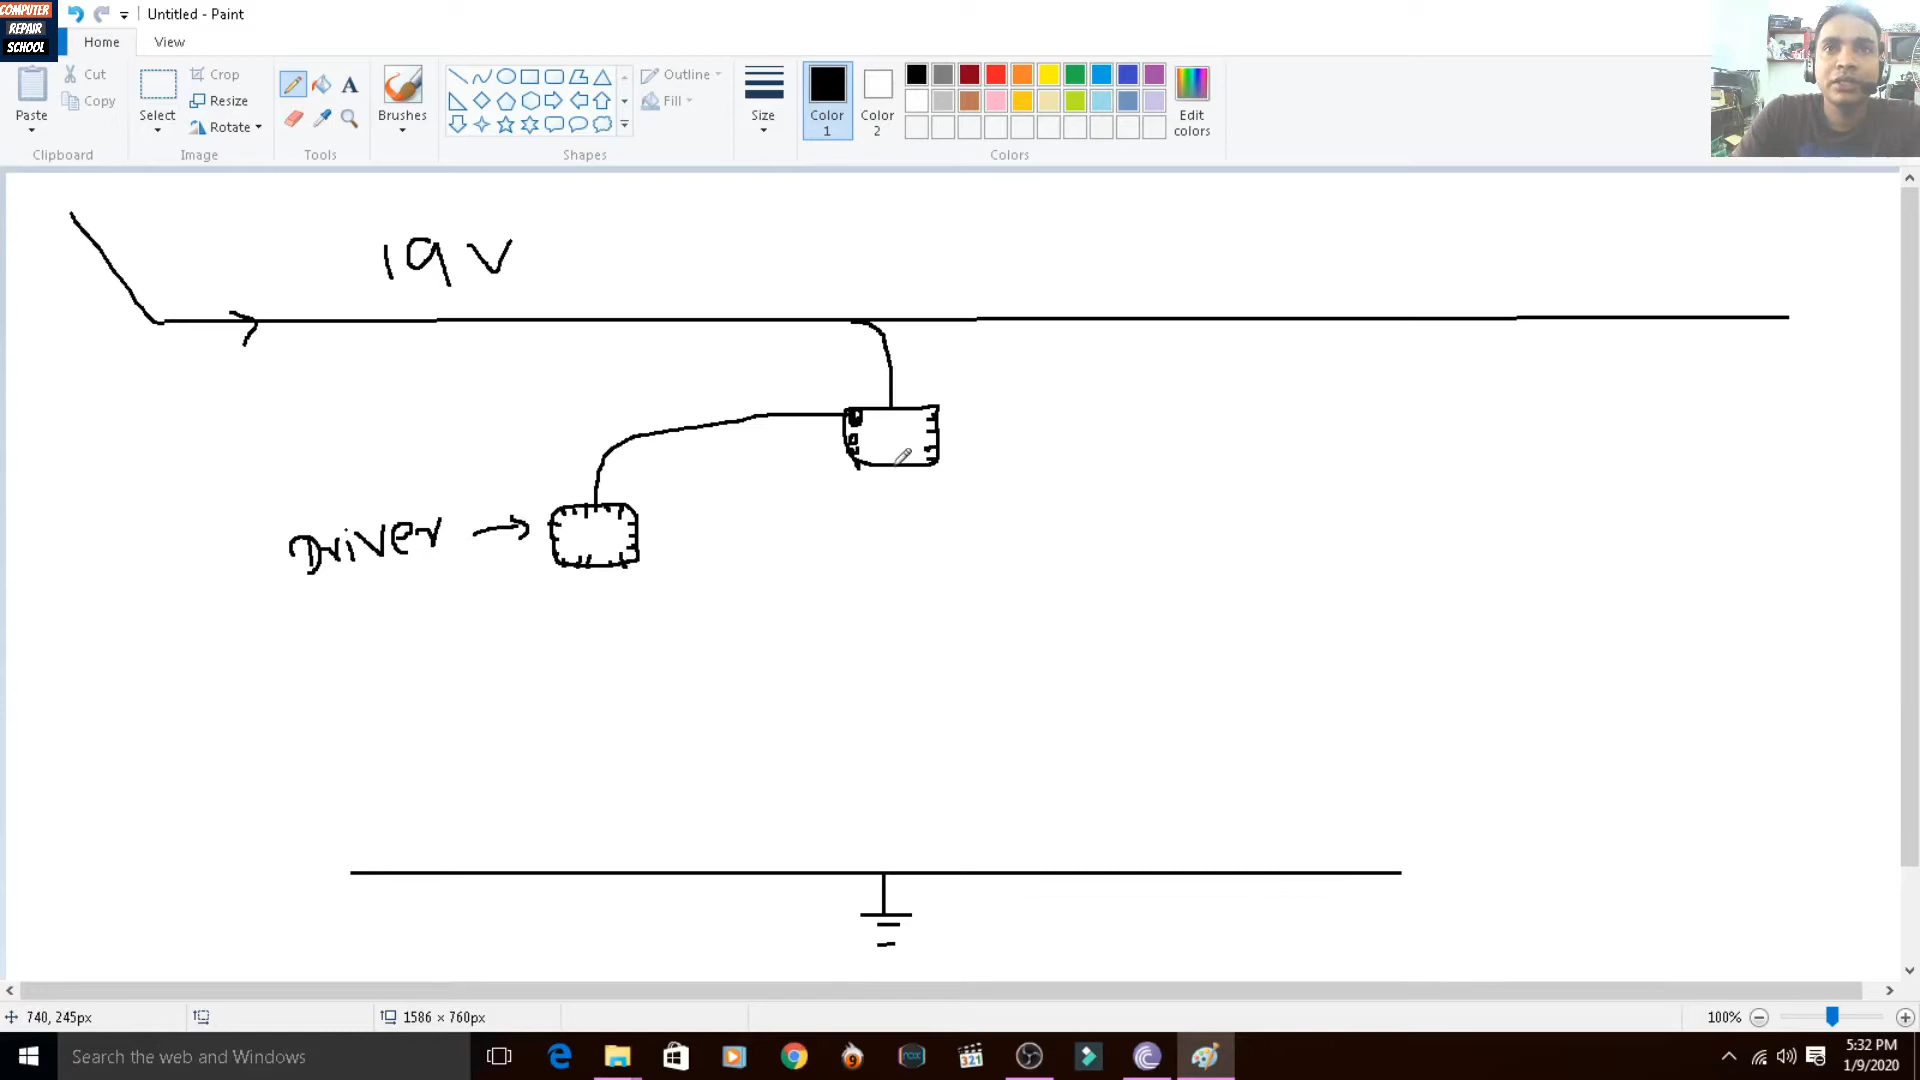 COMPUTER
REPAIR
SCHOOL
Untitled - Paint
Home View
Paste
Cut
Copy
Clipboard
Select
Crop
Resize
Rotate
Image
Tools
Brushes
Outline
Fill
Shapes
Size
Color
1
Color
2
Edit
colors
Colors
19 V
Driver
740, 245px
1586 × 760px
100%
Search the web and Windows
5:32 PM
1/9/2020